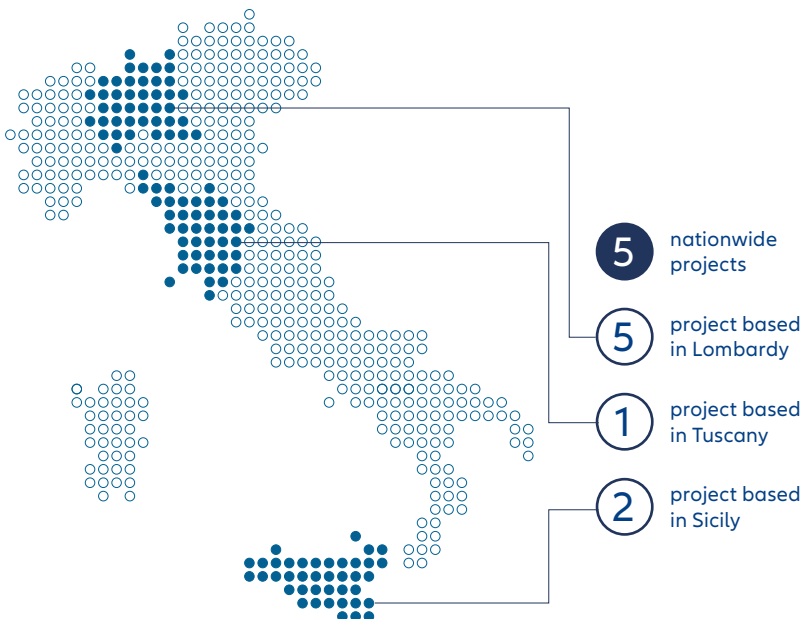 5
nationwide
projects
5
project based
in Lombardy
1
project based
in Tuscany
2
project based
in Sicily